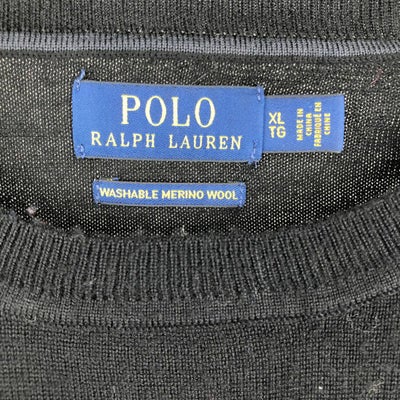 POLO
RALPH LAUREN
XL
TG
MADE IN
CHINA
FABRIQUÉ EN
CHINE
WASHABLE MERINO WOOL